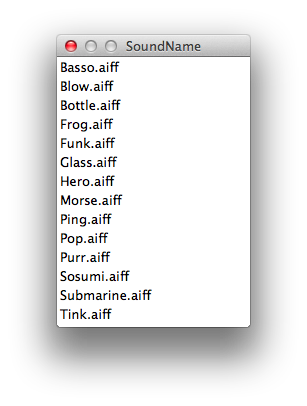 SoundName
Basso.aiff
Blow.aiff
Bottle.aiff
Frog.aiff
Funk.aiff
Glass.aiff
Hero.aiff
Morse.aiff
Ping.aiff
Pop.aiff
Purr.aiff
Sosumi.aiff
Submarine.aiff
Tink.aiff